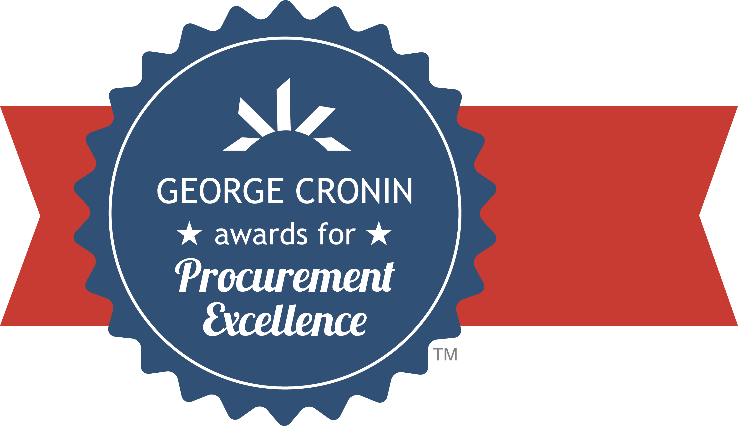 GEORGE CRONIN
★ awards for ★
Procurement
Excellence
TM